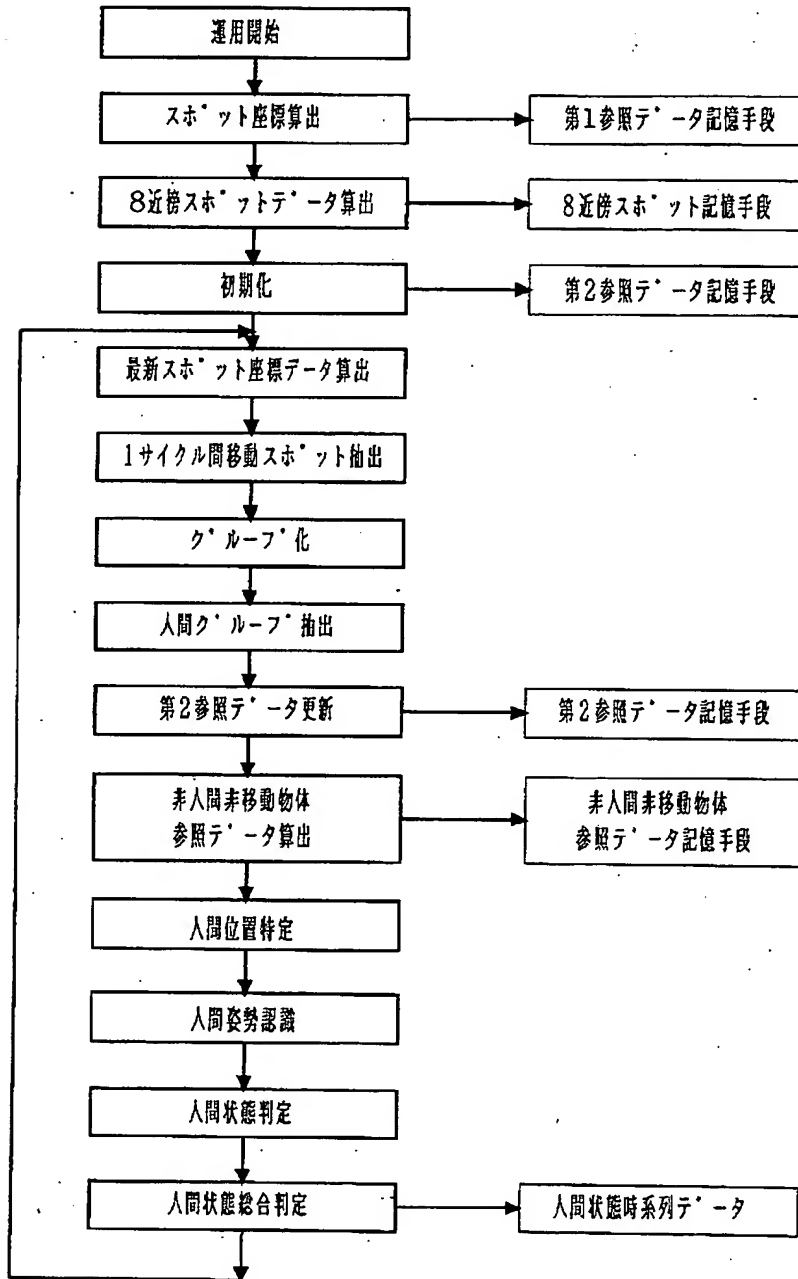 運用開始
スポット座標算出
第1参照データ記憶手段
8近傍スポットデータ算出
8近傍スポット記憶手段
初期化
第2参照データ記憶手段
最新スポット座標データ算出
1サイクル間移動スポット抽出
グループ化
人間グループ抽出
第2参照データ更新
第2参照データ記憶手段
非人間非移動物体
参照データ算出
非人間非移動物体
参照データ記憶手段
人間位置特定
人間姿勢認識
人間状態判定
人間状態総合判定
人間状態時系列データ